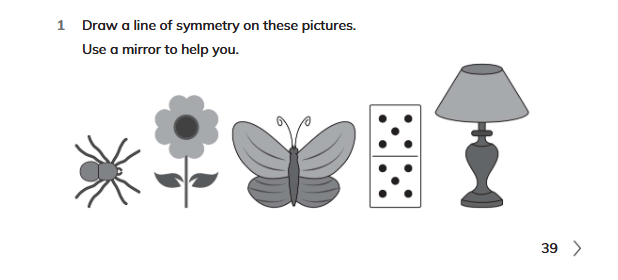 1 Draw a line of symmetry on these pictures.
Use a mirror to help you.
39